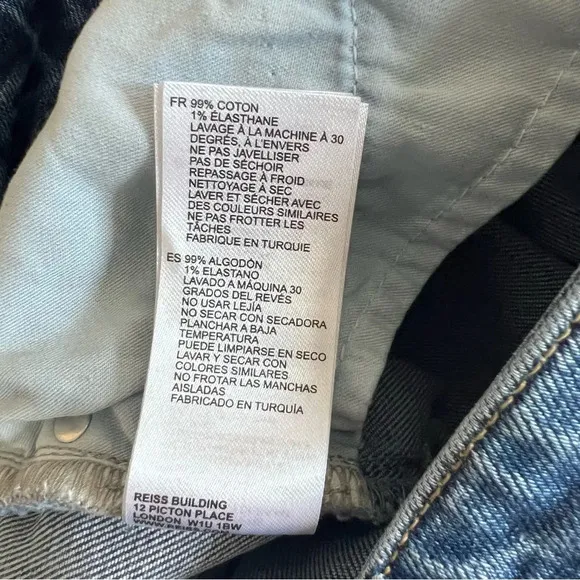 FR 99% COTON
1% ÉLASTHANE
LAVAGE À LA MACHINE À 30
DEGRÉS, À L'ENVERS
NE PAS JAVELLISER
PAS DE SÉCHOIR
REPASSAGE À FROID
NETTOYAGE À SEC
LAVER ET SÉCHER AVEC
DES COULEURS SIMILAIRES
NE PAS FROTTER LES
TÂCHES
FABRIQUE EN TURQUIE
ES 99% ALGODÓN
1% ELASTANO
LAVADO A MÁQUINA 30
GRADOS DEL REVÉS
NO USAR LEJÍA
NO SECAR CON SECADORA
PLANCHAR A BAJA
TEMPERATURA
PUEDE LIMPIARSE EN SECO
LAVAR Y SECAR CON
COLORES SIMILARES
NO FROTAR LAS MANCHAS
AISLADAS
FABRICADO EN TURQUÍA
REISS BUILDING
12 PICTON PLACE
LONDON W1U 1BW